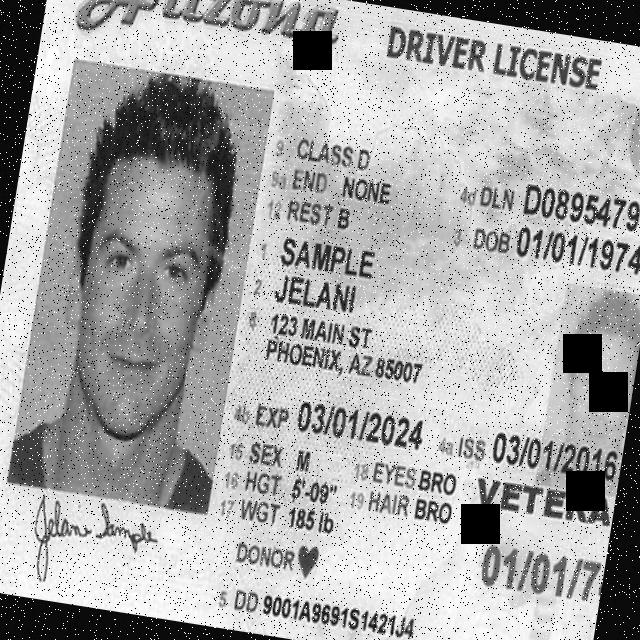 Arizona
DRIVER LICENSE
9 CLASS D
9a END NONE
12 REST B
4d DLN D0895479
3. DOB 01/01/1974
1 SAMPLE
2. JELANI
8 123 MAIN ST
PHOENIX, AZ 85007
4b EXP 03/01/2024
4a ISS 03/01/2016
15 SEX M
16 HGT 5'-09"
17 WGT 185 lb
18 EYES BRO
19 HAIR BRO
DONOR
01/01/7
5 DD 9001A9691S1421J4
Jelani Sample